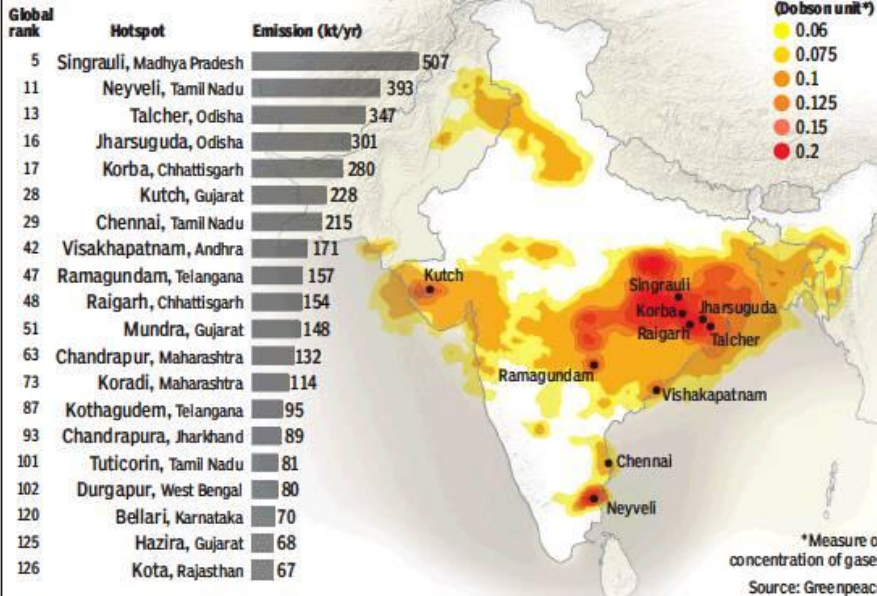 Global
rank Hotspot Emission (kt/yr)
5 Singrauli, Madhya Pradesh 507
11 Neyveli, Tamil Nadu 393
13 Talcher, Odisha 347
16 Jharsuguda, Odisha 301
17 Korba, Chhattisgarh 280
28 Kutch, Gujarat 228
29 Chennai, Tamil Nadu 215
42 Visakhapatnam, Andhra 171
47 Ramagundam, Telangana 157
48 Raigarh, Chhattisgarh 154
51 Mundra, Gujarat 148
63 Chandrapur, Maharashtra 132
73 Koradi, Maharashtra 114
87 Kothagudem, Telangana 95
93 Chandrapura, Jharkhand 89
101 Tuticorin, Tamil Nadu 81
102 Durgapur, West Bengal 80
120 Bellari, Karnataka 70
125 Hazira, Gujarat 68
126 Kota, Rajasthan 67
(Dobson unit*)
0.06
0.075
0.1
0.125
0.15
0.2
Kutch
Singrauli
Korba
Jharsuguda
Raigarh
Talcher
Ramagundam
Vishakapatnam
Chennai
Neyveli
*Measure o
concentration of gase
Source: Greenpeac